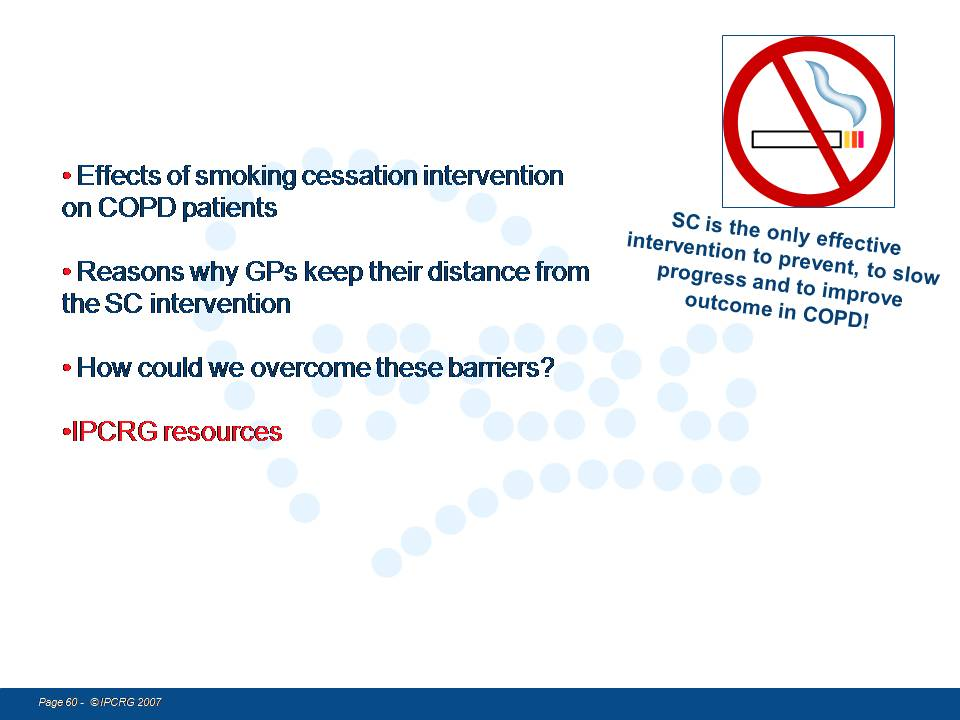 • Effects of smoking cessation intervention
on COPD patients
• Reasons why GPs keep their distance from
the SC intervention
• How could we overcome these barriers?
•IPCRG resources
SC is the only effective
intervention to prevent, to slow
progress and to improve
outcome in COPD!
Page 60 - © IPCRG 2007